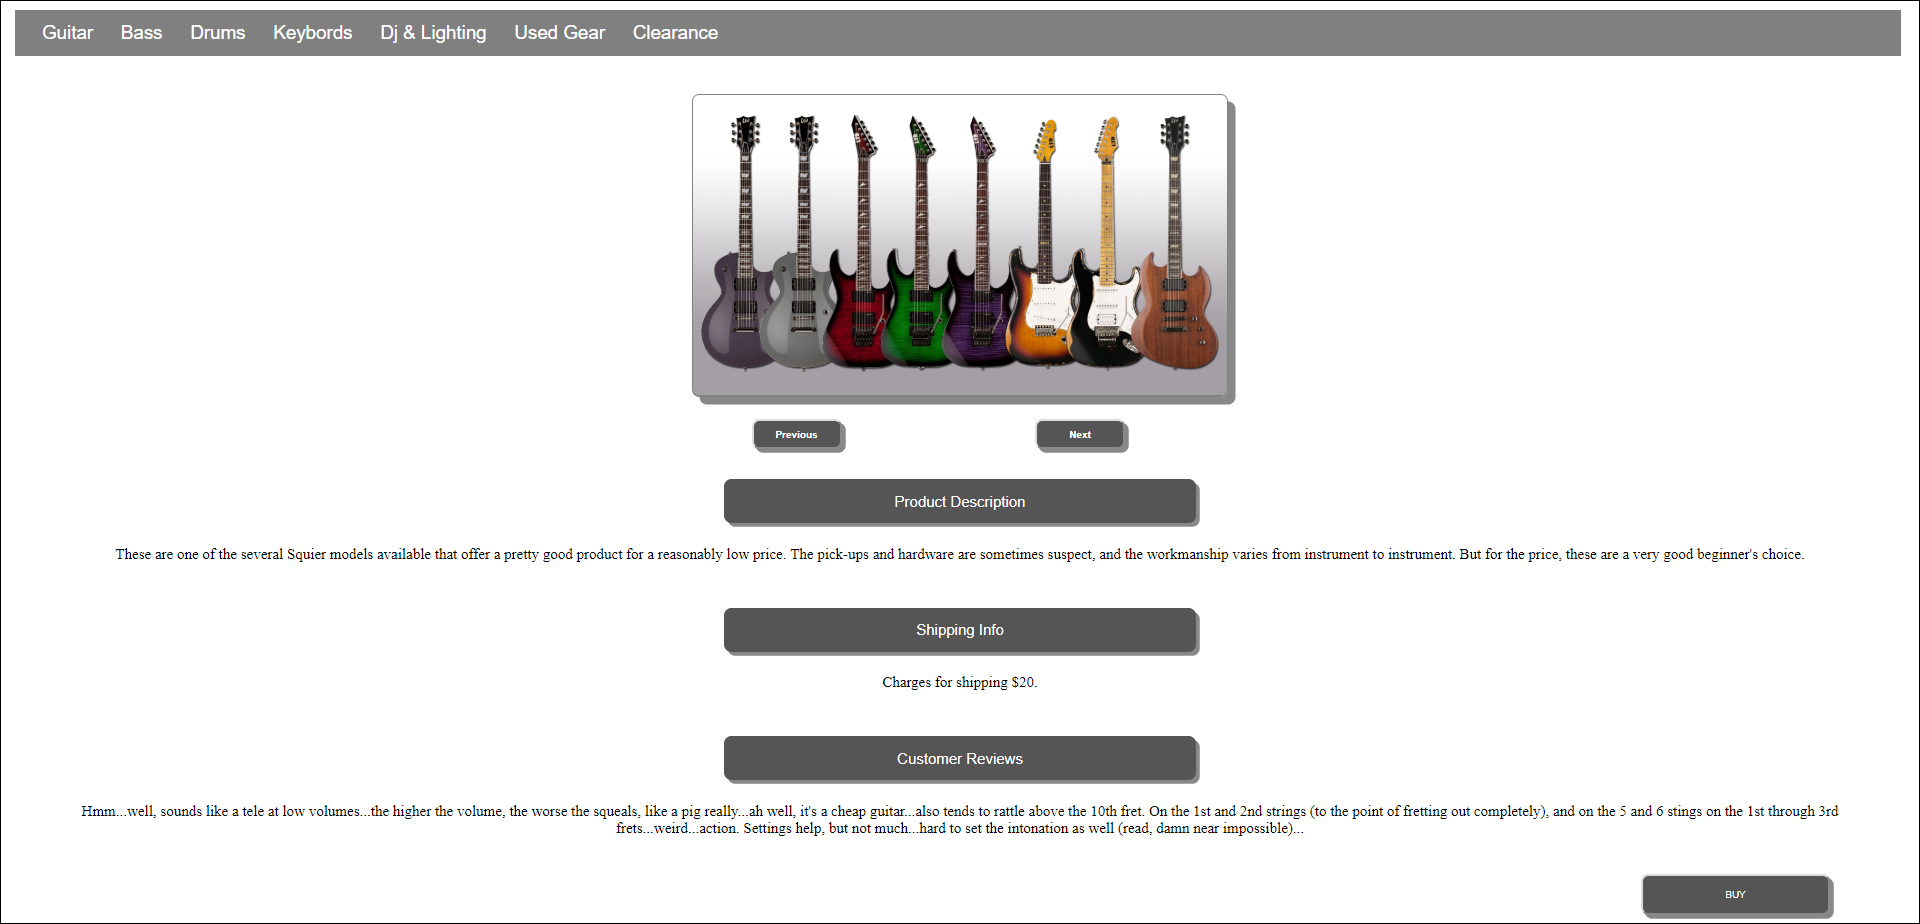 Guitar Bass Drums Keybords Dj & Lighting Used Gear Clearance
Previous Next
Product Description
These are one of the several Squier models available that offer a pretty good product for a reasonably low price. The pick-ups and hardware are sometimes suspect, and the workmanship varies from instrument to instrument. But for the price, these are a very good beginner's choice.
Shipping Info
Charges for shipping $20.
Customer Reviews
Hmm...well, sounds like a tele at low volumes...the higher the volume, the worse the squeals, like a pig really...ah well, it's a cheap guitar...also tends to rattle above the 10th fret. On the 1st and 2nd strings (to the point of fretting out completely), and on the 5 and 6 stings on the 1st through 3rd
frets...weird...action. Settings help, but not much...hard to set the intonation as well (read, damn near impossible)...
BUY